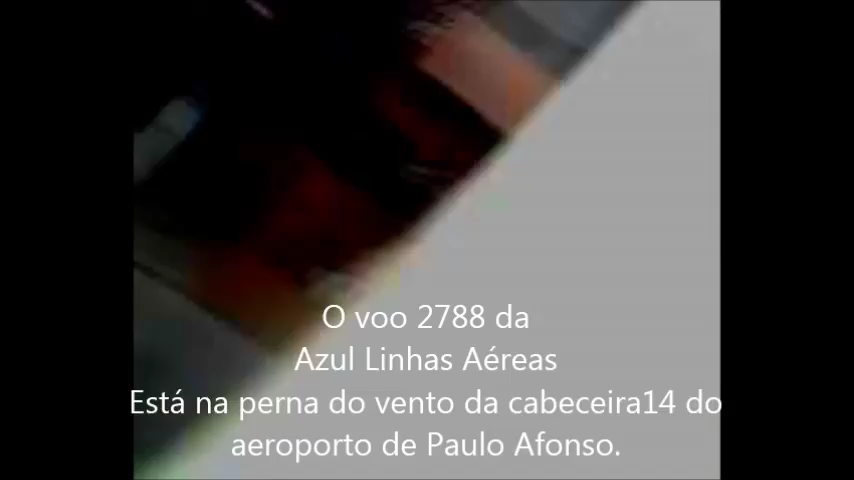 O voo 2788 da
Azul Linhas Aéreas
Está na perna do vento da cabeceira14 do
aeroporto de Paulo Afonso.